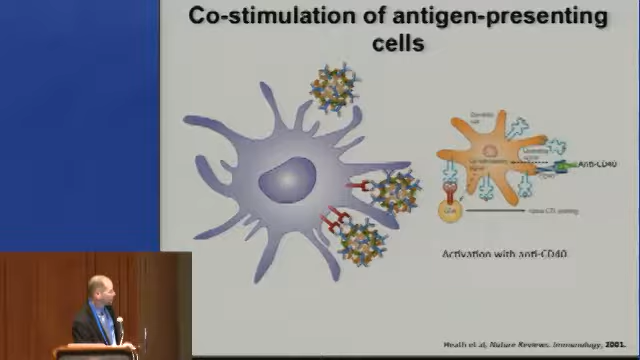 Co-stimulation of antigen-presenting
cells
Anti-CD40
Activation with anti-CD40
Heath et al, Nature Reviews. Immunology, 2001.